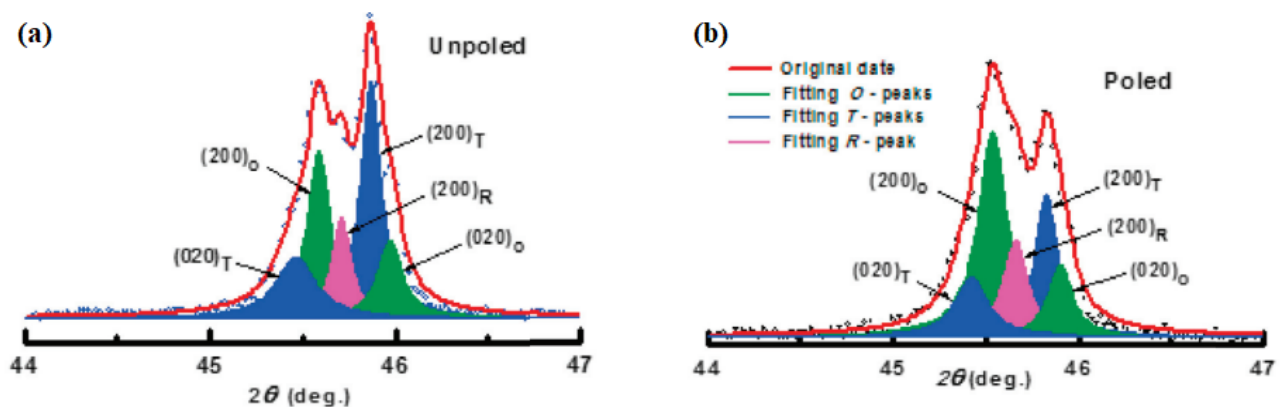 (a)
Unpoled
(200)T
(200)O
(200)R
(020)O
(020)T
44 45 46 47
2θ (deg.)
(b)
Original date
Fitting O - peaks
Fitting T - peaks
Fitting R - peak
Poled
(200)O
(200)T
(200)R
(020)T
(020)O
44 45 46 47
2θ (deg.)